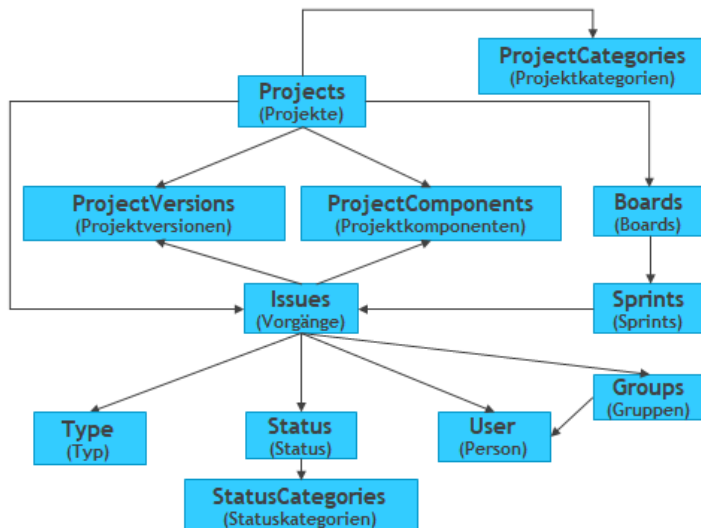 ProjectCategories
(Projektkategorien)
Projects
(Projekte)
ProjectVersions
(Projektversionen)
ProjectComponents
(Projektkomponenten)
Boards
(Boards)
Issues
(Vorgänge)
Sprints
(Sprints)
Groups
(Gruppen)
Type
(Typ)
Status
(Status)
User
(Person)
StatusCategories
(Statuskategorien)